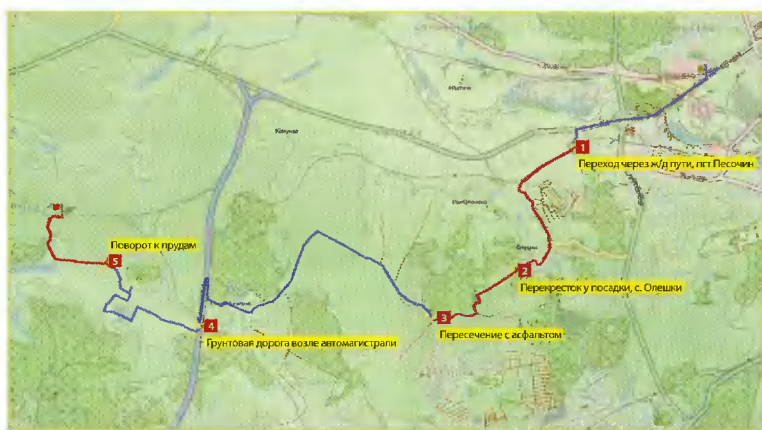 1
Переход через ж/д пути, пгт Песочин
2
Перекресток у посадки, с. Олешки
3
Пересечение с асфальтом
4
Грунтовая дорога возле автомагистрали
5
Поворот к прудам